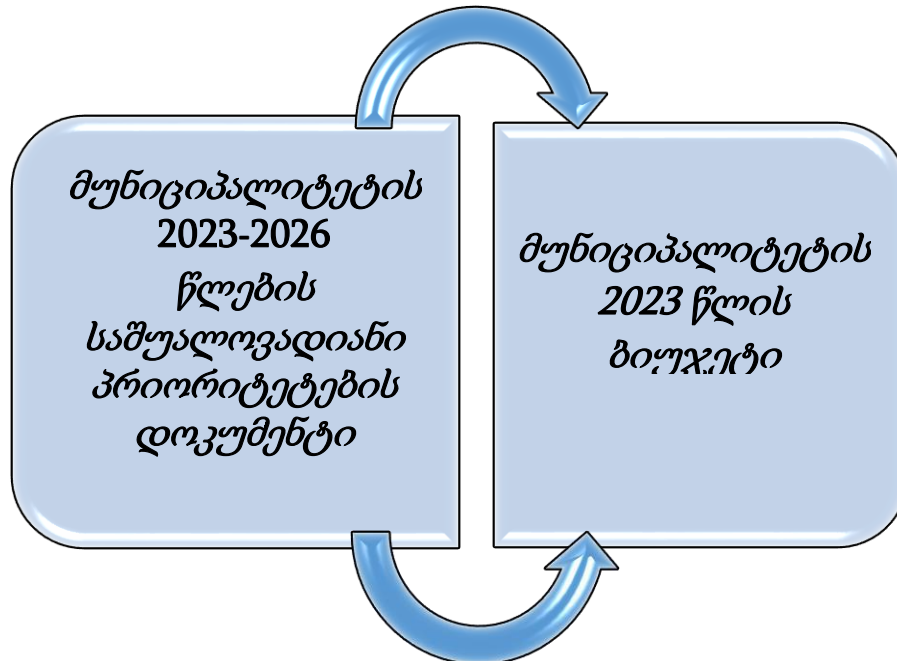 მუნიციპალიტეტის
2023-2026
წლების
საშუალოვადიანი
პრიორიტეტების
დოკუმენტი
მუნიციპალიტეტის
2023 წლის
ბიუჯეტი